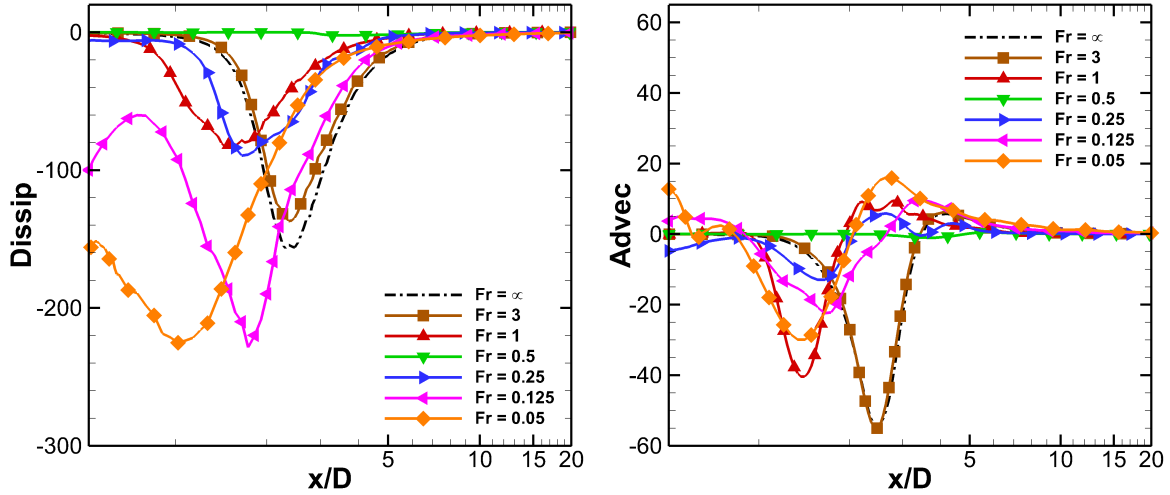 0
-100
-200
-300
Dissip
5
10
15
20
x/D
Fr = ∞
Fr = 3
Fr = 1
Fr = 0.5
Fr = 0.25
Fr = 0.125
Fr = 0.05
60
40
20
0
-20
-40
-60
Advec
5
10
15
20
x/D
Fr = ∞
Fr = 3
Fr = 1
Fr = 0.5
Fr = 0.25
Fr = 0.125
Fr = 0.05